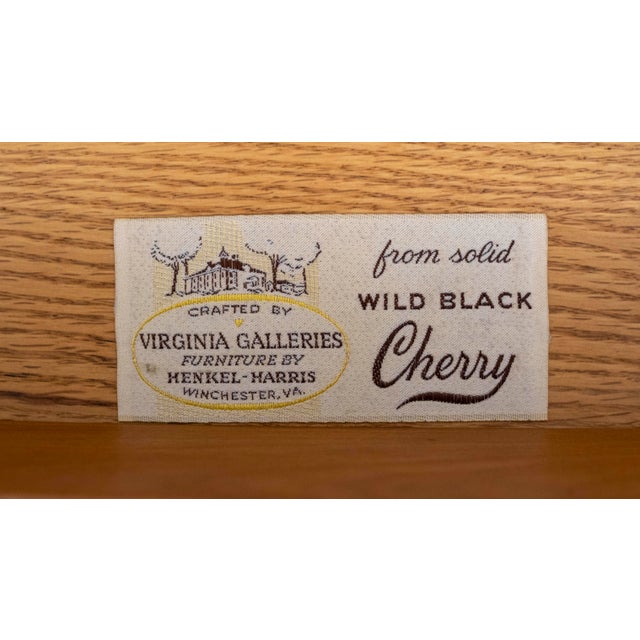 CRAFTED BY
VIRGINIA GALLERIES
FURNITURE BY
HENKEL-HARRIS
WINCHESTER, VA.
from solid
WILD BLACK
Cherry